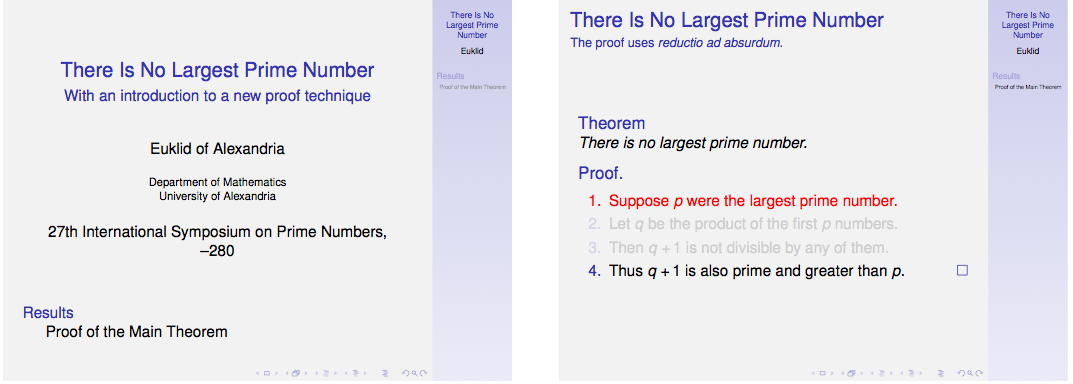 There Is No Largest Prime Number
With an introduction to a new proof technique
Euklid of Alexandria
Department of Mathematics
University of Alexandria
27th International Symposium on Prime Numbers,
–280
Results
Proof of the Main Theorem
There Is No
Largest Prime
Number
Euklid
Results
Proof of the Main Theorem
There Is No Largest Prime Number
The proof uses reductio ad absurdum.
Theorem
There is no largest prime number.
Proof.
1. Suppose p were the largest prime number.
2. Let q be the product of the first p numbers.
3. Then q + 1 is not divisible by any of them.
4. Thus q + 1 is also prime and greater than p.
There Is No
Largest Prime
Number
Euklid
Results
Proof of the Main Theorem